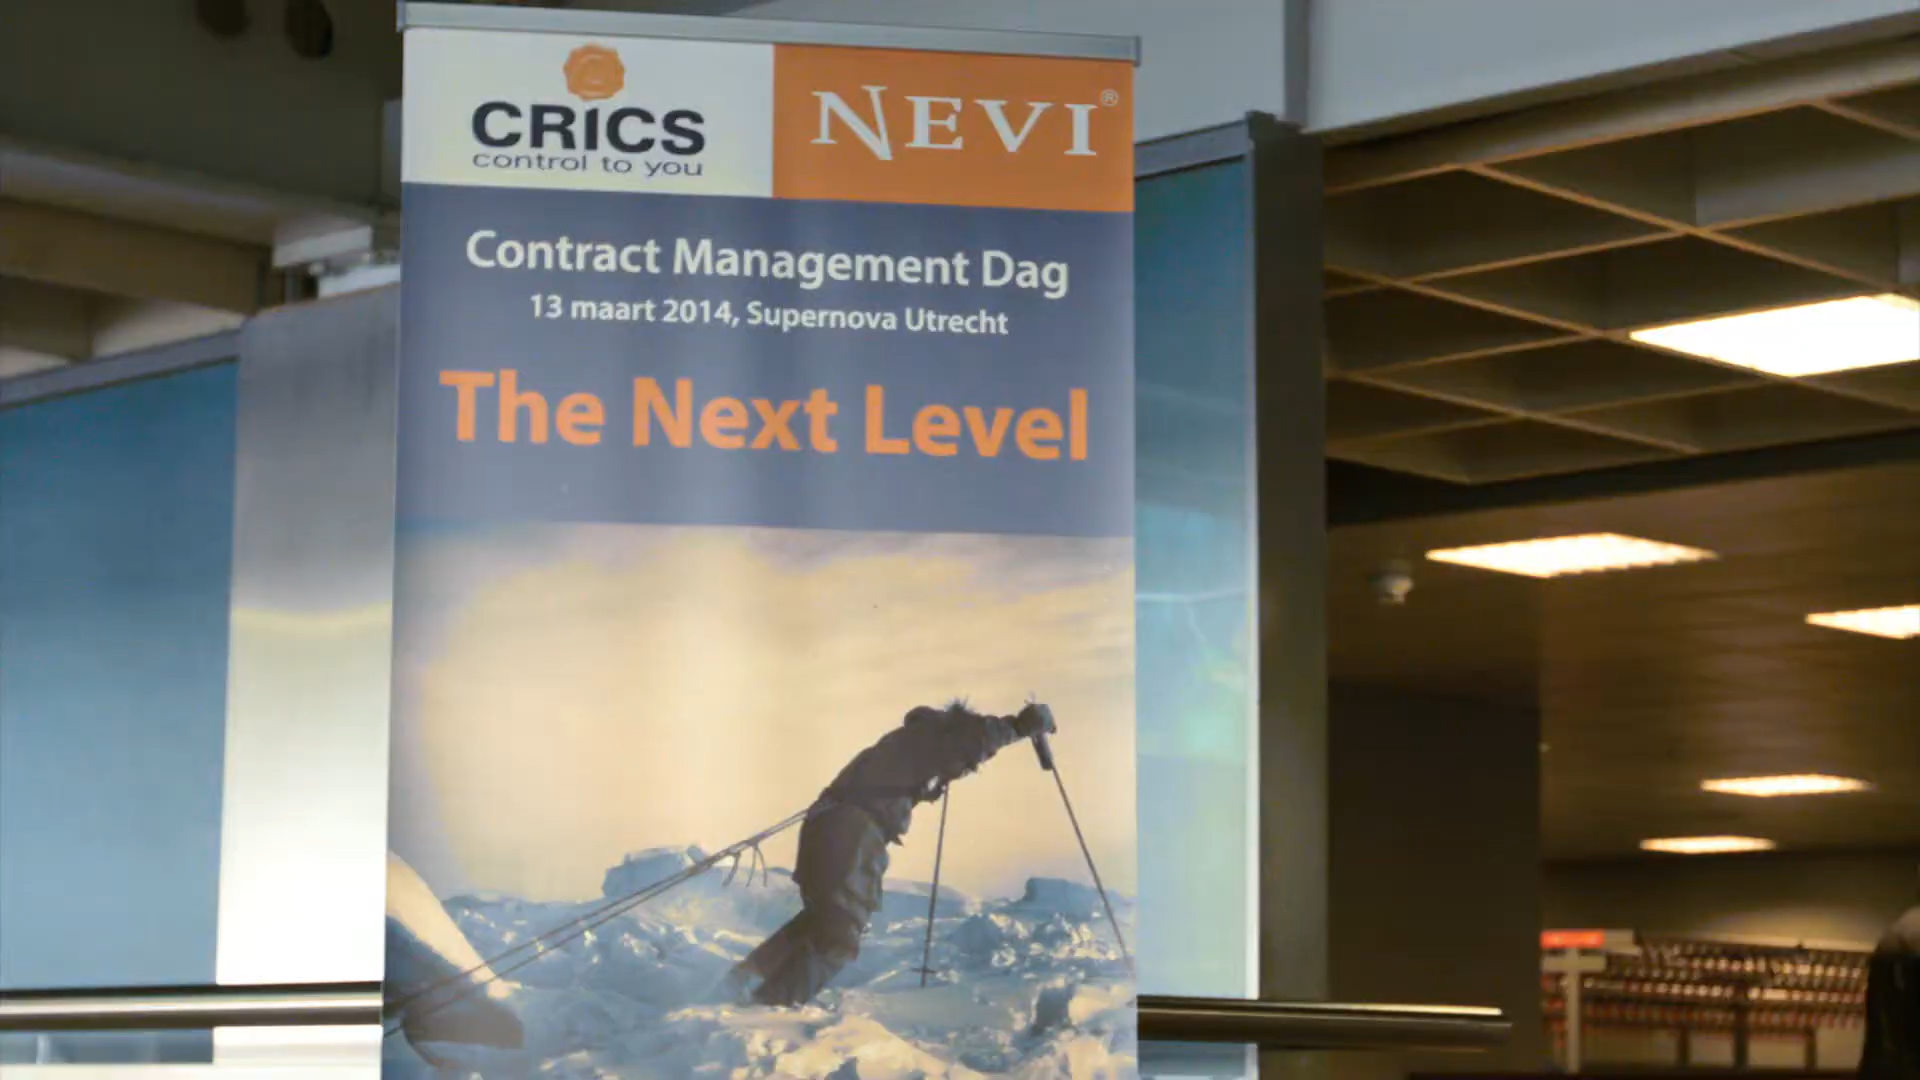 CRICS
control to you
NEVI®
Contract Management Dag
13 maart 2014, Supernova Utrecht
The Next Level